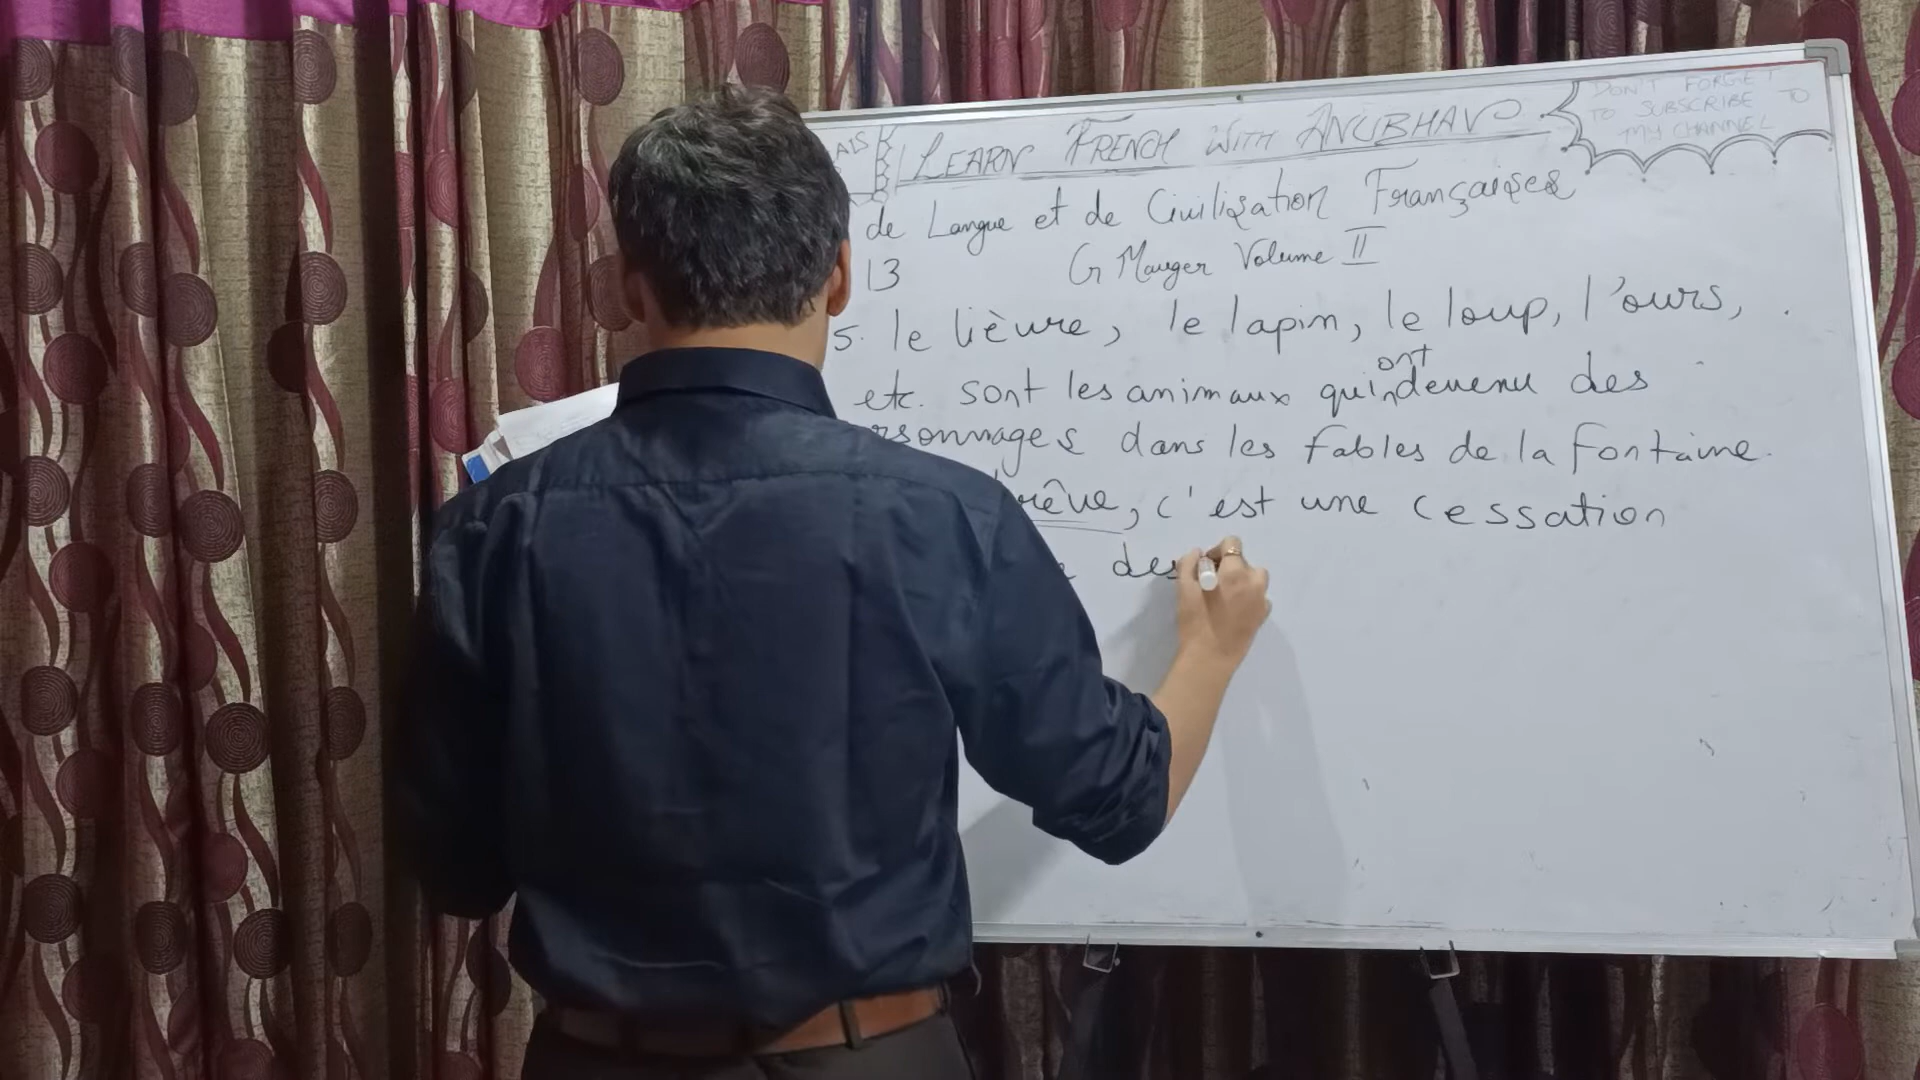 AIS
LEARN FRENCH WITH ANUBHAV
DON'T FORGET
TO SUBSCRIBE TO
MY CHANNEL
de Langue et de Civilisation Françaises
13 G Mauger Volume II
s. le lièvre, le lapin, le loup, l'ours,
etc. sont les animaux qui ont devenu des
rsonnages dans les fables de la fontaine.
rêve, c'est une cessation
des